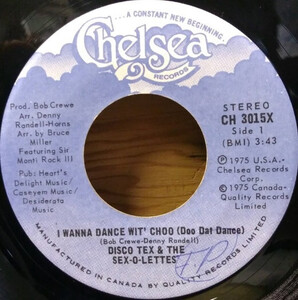 ...A CONSTANT NEW BEGINNING...
Chelsea
RECORDS
Prod. Bob Crewe
Arr. Denny
Randell-Horns
Arr. by Bruce
Miller
Featuring Sir
Monti Rock III
Pub: Heart's
Delight Music/
Caseyem Music/
Desiderata
Music
STEREO
CH 3015X
Side 1
(BMI) 3:43
℗ 1975 U.S.A.-
Chelsea Records
Corp.
© 1975 Canada-
Quality Records
Limited
I WANNA DANCE WIT' CHOO (Doo Dat Dance)
(Bob Crewe-Denny Randell)
DISCO TEX & THE
SEX-O-LETTES
MANUFACTURED IN CANADA BY QUALITY RECORDS LIMITED